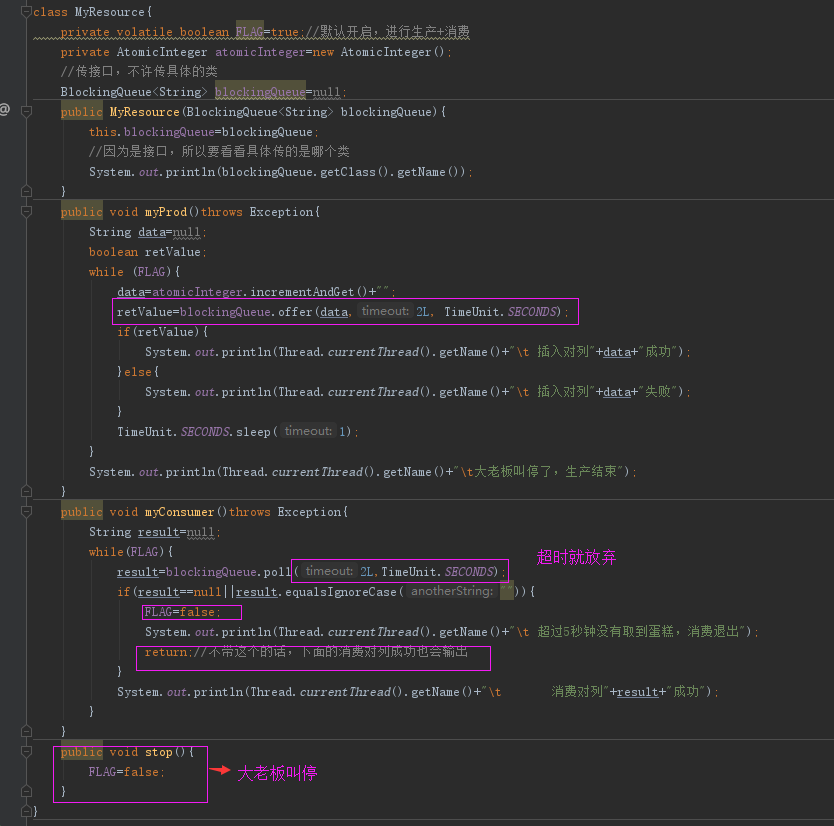 class MyResource{
private volatile boolean FLAG=true;//默认开启，进行生产+消费
private AtomicInteger atomicInteger=new AtomicInteger();
//传接口，不许传具体的类
BlockingQueue<String> blockingQueue=null;
@
public MyResource(BlockingQueue<String> blockingQueue){
this.blockingQueue=blockingQueue;
//因为是接口，所以要看看具体传的是哪个类
System.out.println(blockingQueue.getClass().getName());
}
public void myProd()throws Exception{
String data=null;
boolean retValue;
while (FLAG){
data=atomicInteger.incrementAndGet()+"";
retValue=blockingQueue.offer(data, timeout: 2L, TimeUnit.SECONDS);
if(retValue){
System.out.println(Thread.currentThread().getName()+"\t 插入对列"+data+"成功");
}else{
System.out.println(Thread.currentThread().getName()+"\t 插入对列"+data+"失败");
}
TimeUnit.SECONDS.sleep( timeout: 1);
}
System.out.println(Thread.currentThread().getName()+"\t大老板叫停了，生产结束");
}
public void myConsumer()throws Exception{
String result=null;
while(FLAG){
超时就放弃
result=blockingQueue.poll( timeout: 2L,TimeUnit.SECONDS);
if(result==null||result.equalsIgnoreCase( anotherString: "")){
FLAG=false;
System.out.println(Thread.currentThread().getName()+"\t 超过5秒钟没有取到蛋糕，消费退出");
return;//不带这个的话，下面的消费对列成功也会输出
}
System.out.println(Thread.currentThread().getName()+"\t 消费对列"+result+"成功");
}
}
public void stop(){
FLAG=false;
大老板叫停
}
}